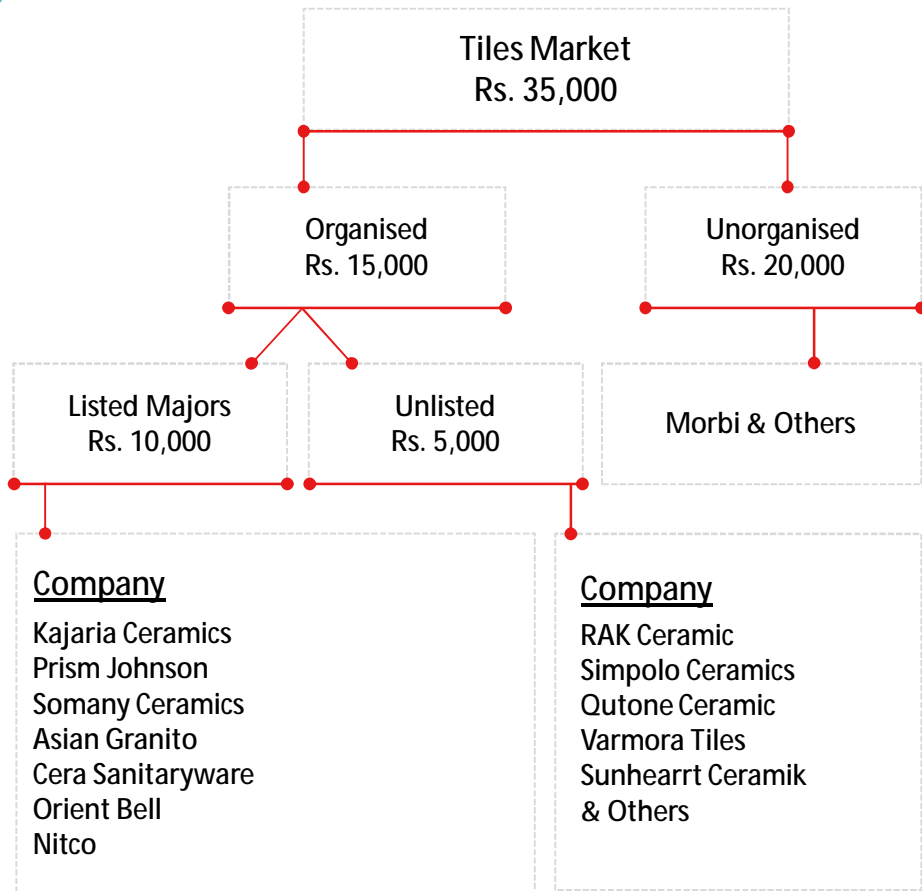 Tiles Market
Rs. 35,000
Organised
Rs. 15,000
Unorganised
Rs. 20,000
Listed Majors
Rs. 10,000
Unlisted
Rs. 5,000
Morbi & Others
Company
Kajaria Ceramics
Prism Johnson
Somany Ceramics
Asian Granito
Cera Sanitaryware
Orient Bell
Nitco
Company
RAK Ceramic
Simpolo Ceramics
Qutone Ceramic
Varmora Tiles
Sunhearrt Ceramik
& Others